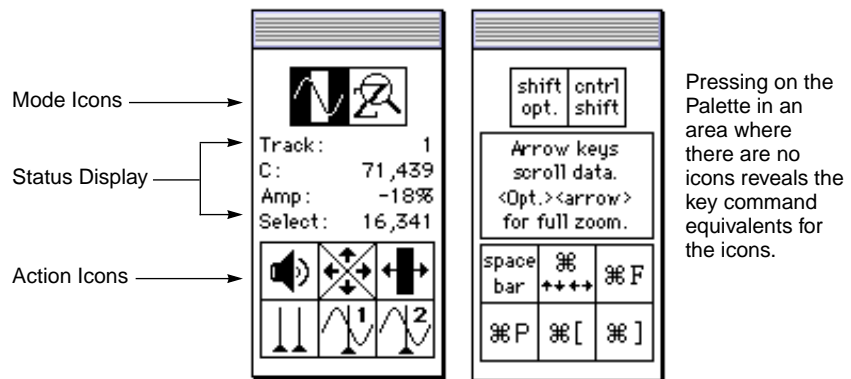 Mode Icons
Status Display
Action Icons
Z
Track: 1
C: 71,439
Amp: -18%
Select: 16,341
1 2
shift opt. cntrl shift
Arrow keys
scroll data.
<Opt.><arrow>
for full zoom.
space bar ⌘ ↑↓←→ ⌘F
⌘P ⌘[ ⌘]
Pressing on the
Palette in an
area where
there are no
icons reveals the
key command
equivalents for
the icons.